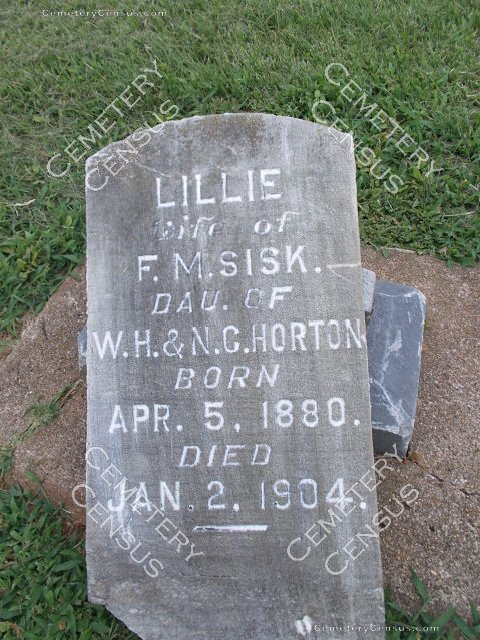 CemeteryCensus.com
CEMETERY CENSUS
CEMETERY CENSUS
LILLIE
wife of
F. M. SISK.
DAU. OF
W. H. & N. C. HORTON
BORN
APR. 5, 1880.
DIED
JAN. 2, 1904.
CEMETERY CENSUS
CEMETERY CENSUS
CemeteryCensus.com